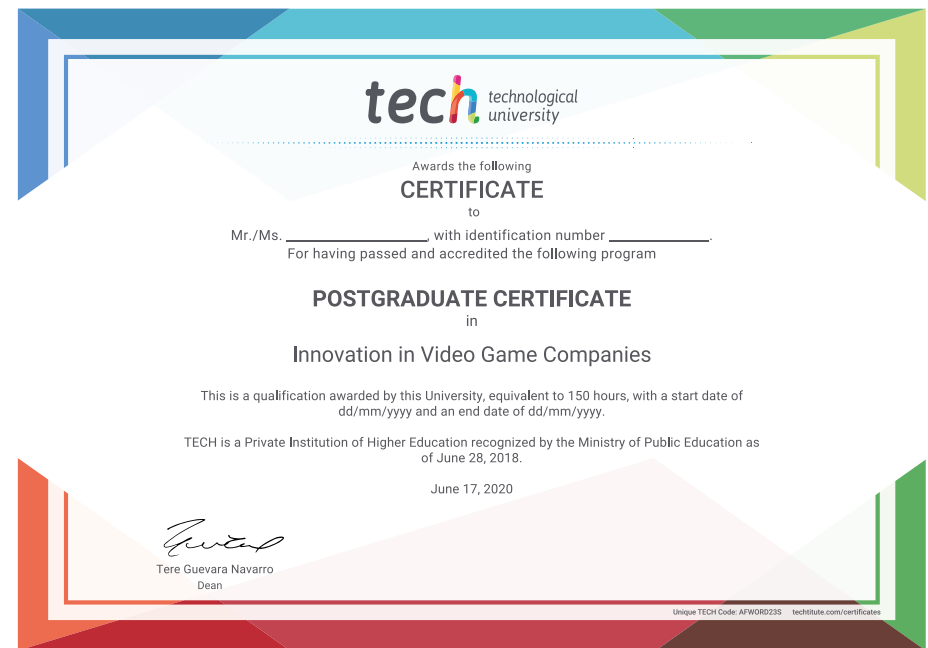 tech technological
university
Awards the following
CERTIFICATE
to
Mr./Ms. ____________, with identification number ____________.
For having passed and accredited the following program
POSTGRADUATE CERTIFICATE
in
Innovation in Video Game Companies
This is a qualification awarded by this University, equivalent to 150 hours, with a start date of
dd/mm/yyyy and an end date of dd/mm/yyyy.
TECH is a Private Institution of Higher Education recognized by the Ministry of Public Education as
of June 28, 2018.
June 17, 2020
Tere Guevara Navarro
Dean
Unique TECH Code: AFWORD23S techtitute.com/certificates